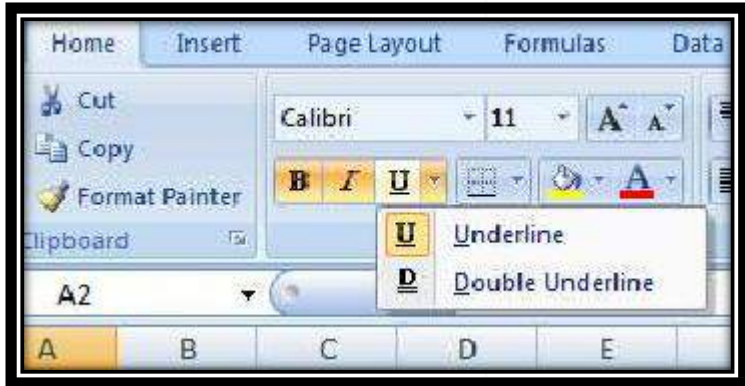 Home Insert Page Layout Formulas Data
Cut
Calibri 11 A A
Copy
B I U A
Format Painter
U Underline
Clipboard
D Double Underline
A2
A B C D E